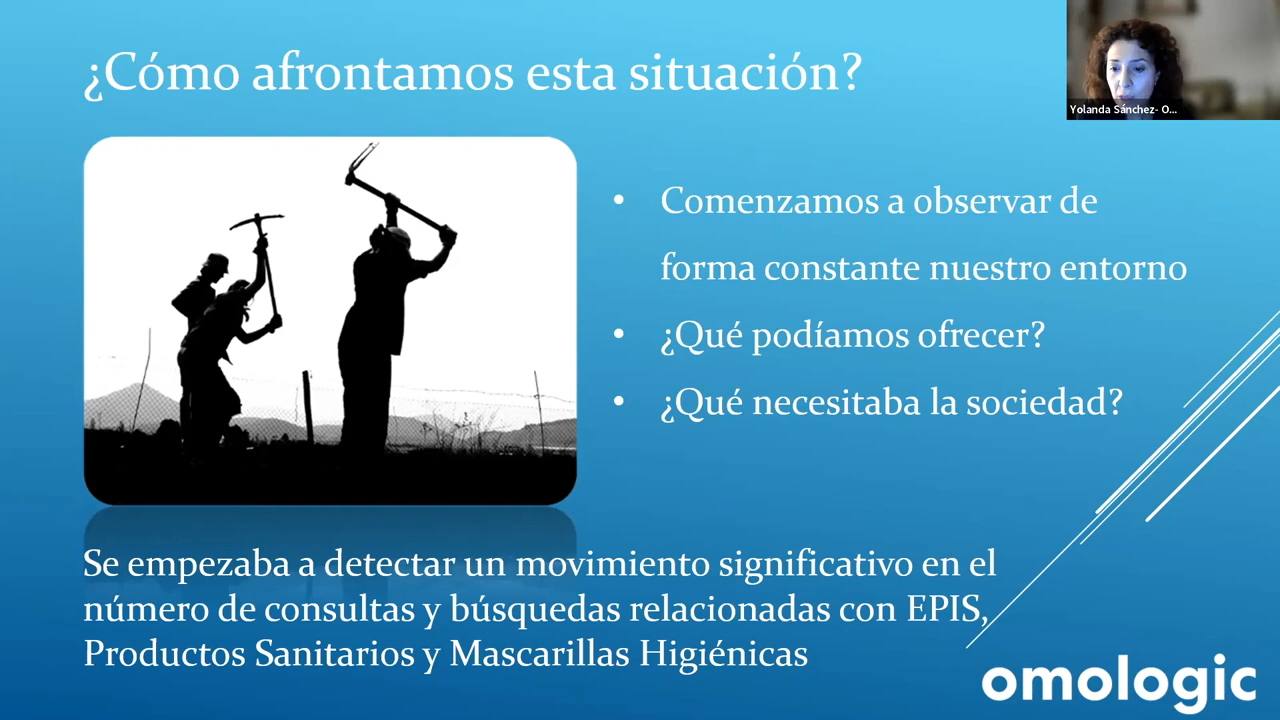 ¿Cómo afrontamos esta situación?
Yolanda Sánchez- O...
• Comenzamos a observar de
forma constante nuestro entorno
• ¿Qué podíamos ofrecer?
• ¿Qué necesitaba la sociedad?
Se empezaba a detectar un movimiento significativo en el
número de consultas y búsquedas relacionadas con EPIS,
Productos Sanitarios y Mascarillas Higiénicas
omologic